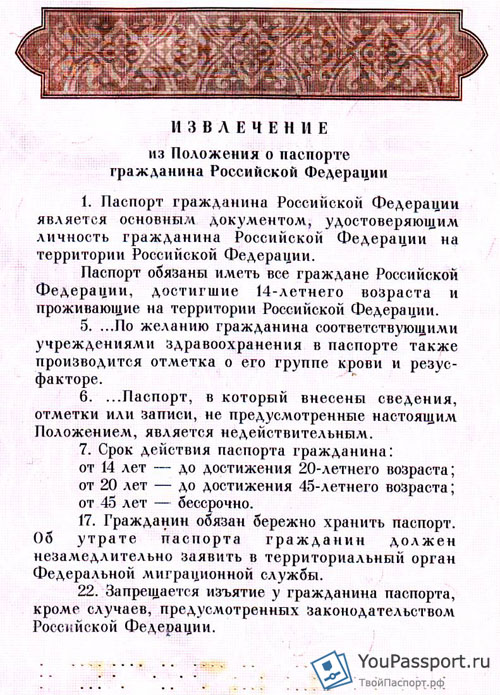 ИЗВЛЕЧЕНИЕ
из Положения о паспорте
гражданина Российской Федерации
1. Паспорт гражданина Российской Федерации
является основным документом, удостоверяющим
личность гражданина Российской Федерации на
территории Российской Федерации.
Паспорт обязаны иметь все граждане Российской
Федерации, достигшие 14-летнего возраста и
проживающие на территории Российской Федерации.
5. ...По желанию гражданина соответствующими
учреждениями здравоохранения в паспорте также
производится отметка о его группе крови и резус-
факторе.
6. ...Паспорт, в который внесены сведения,
отметки или записи, не предусмотренные настоящим
Положением, является недействительным.
7. Срок действия паспорта гражданина:
от 14 лет — до достижения 20-летнего возраста;
от 20 лет — до достижения 45-летнего возраста;
от 45 лет — бессрочно.
17. Гражданин обязан бережно хранить паспорт.
Об утрате паспорта гражданин должен
незамедлительно заявить в территориальный орган
Федеральной миграционной службы.
22. Запрещается изъятие у гражданина паспорта,
кроме случаев, предусмотренных законодательством
Российской Федерации.
YouPassport.ru
ТвойПаспорт.рф